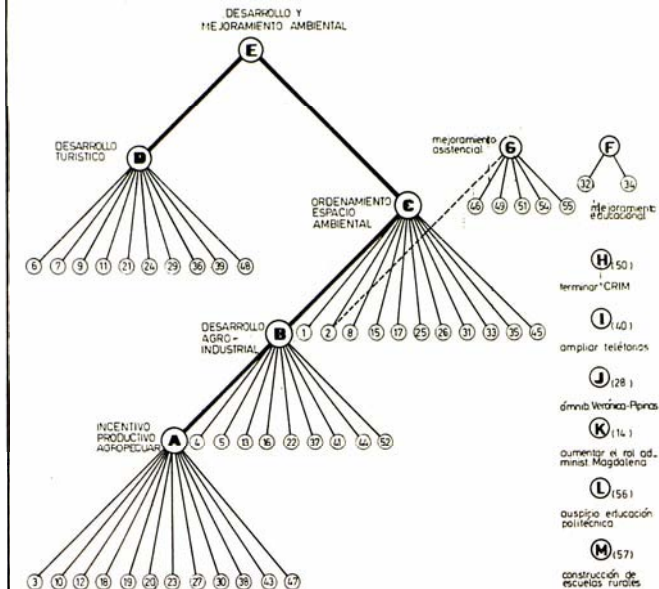 DESARROLLO Y
MEJORAMIENTO AMBIENTAL
E
DESARROLLO
TURISTICO
D
6 7 9 11 21 24 29 36 39 48
mejoramiento
asistencial
G
46 49 51 54 55
F
32 34
mejoramiento
educacional
ORDENAMIENTO
ESPACIO
AMBIENTAL
C
1 2 8 15 17 25 26 31 33 35 45
DESARROLLO
AGRO-
INDUSTRIAL
B
4 5 13 16 22 37 41 44 52
INCENTIVO
PRODUCTIVO
AGROPECUAR
A
3 10 12 18 19 20 23 27 30 38 43 47
H (50)
terminar CRIM
I (40)
ampliar teléfonos
J (28)
ómnib Verónica-Pipinas
K (14)
aumentar el rol ad-
minist. Magdalena
L (56)
auspicio educación
politécnica
M (57)
construcción de
escuelas rurales